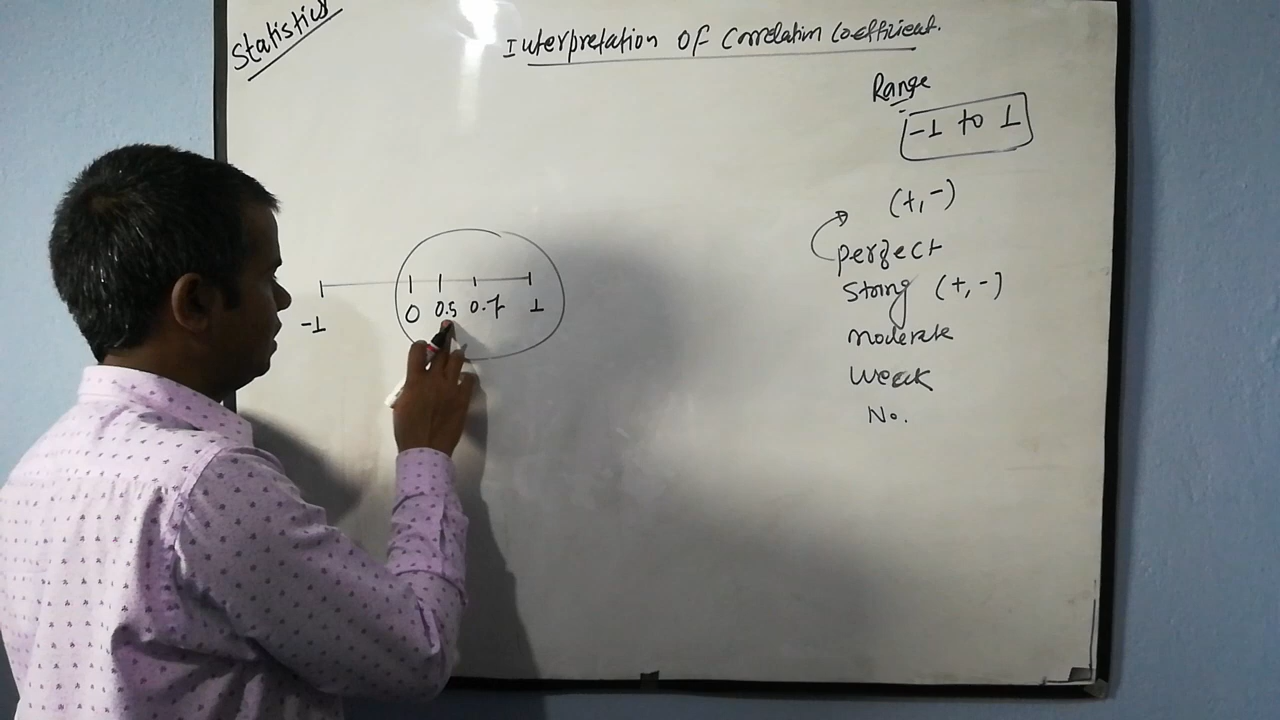 Statistics
Interpretation of Correlation Coefficient.
Range
-1 to 1
(+,-)
perfect
Strong (+,-)
moderate
weak
No.
-1 0 0.5 0.7 1